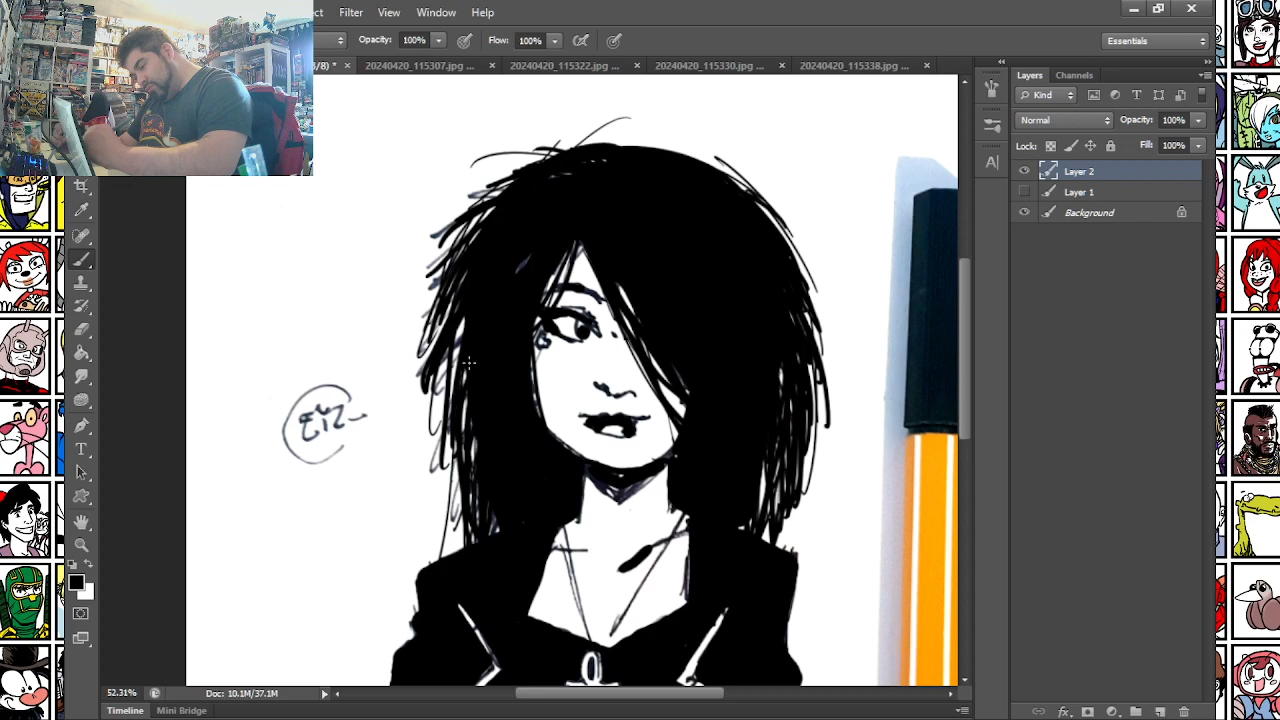 ct Filter View Window Help
Opacity: 100% Flow: 100% Essentials
/8) * × 20240420_115307.jpg ... × 20240420_115322.jpg ... × 20240420_115330.jpg ... × 20240420_115338.jpg ... ×
Layers Channels
Kind
Normal Opacity: 100%
Lock: Fill: 100%
Layer 2
Layer 1
Background
52.31% Doc: 10.1M/37.1M
Timeline Mini Bridge